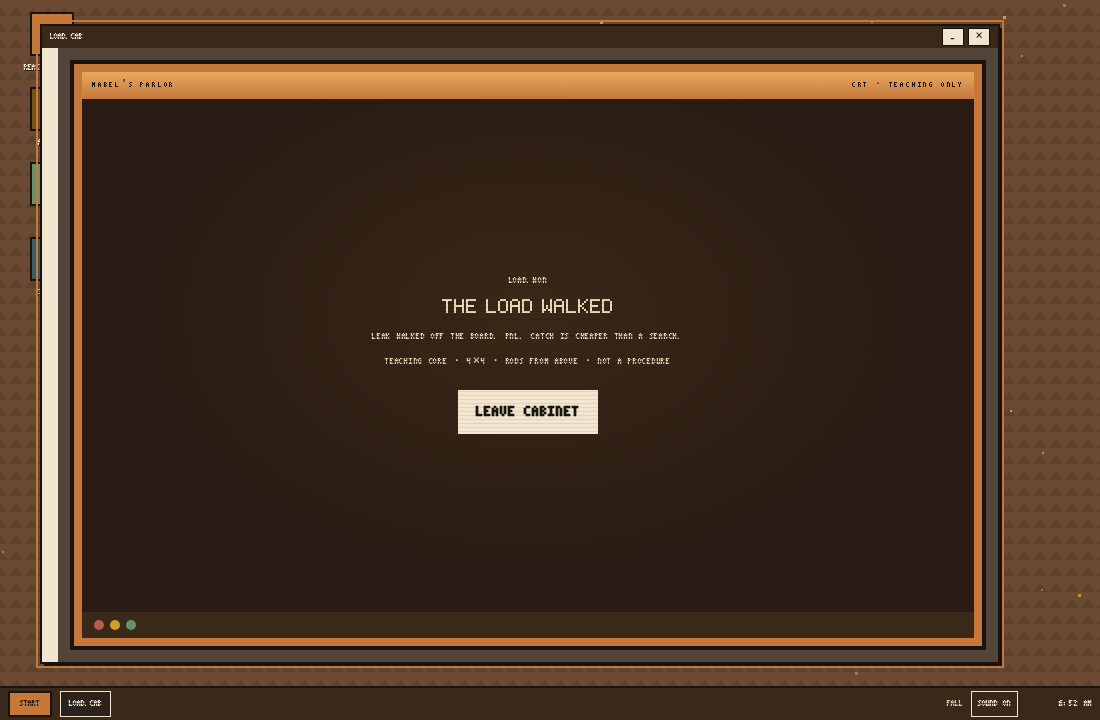 LOAD.CAB
- ×
MABEL'S PARLOR
CRT · TEACHING ONLY
LOAD.WON
THE LOAD WALKED
LEAK WALKED OFF THE BOARD. PNL. CATCH IS CHEAPER THAN A SEARCH.
TEACHING CORE · 4×4 · RODS FROM ABOVE · NOT A PROCEDURE
LEAVE CABINET
START
LOAD.CAB
FALL
SOUND ON
6:52 AM